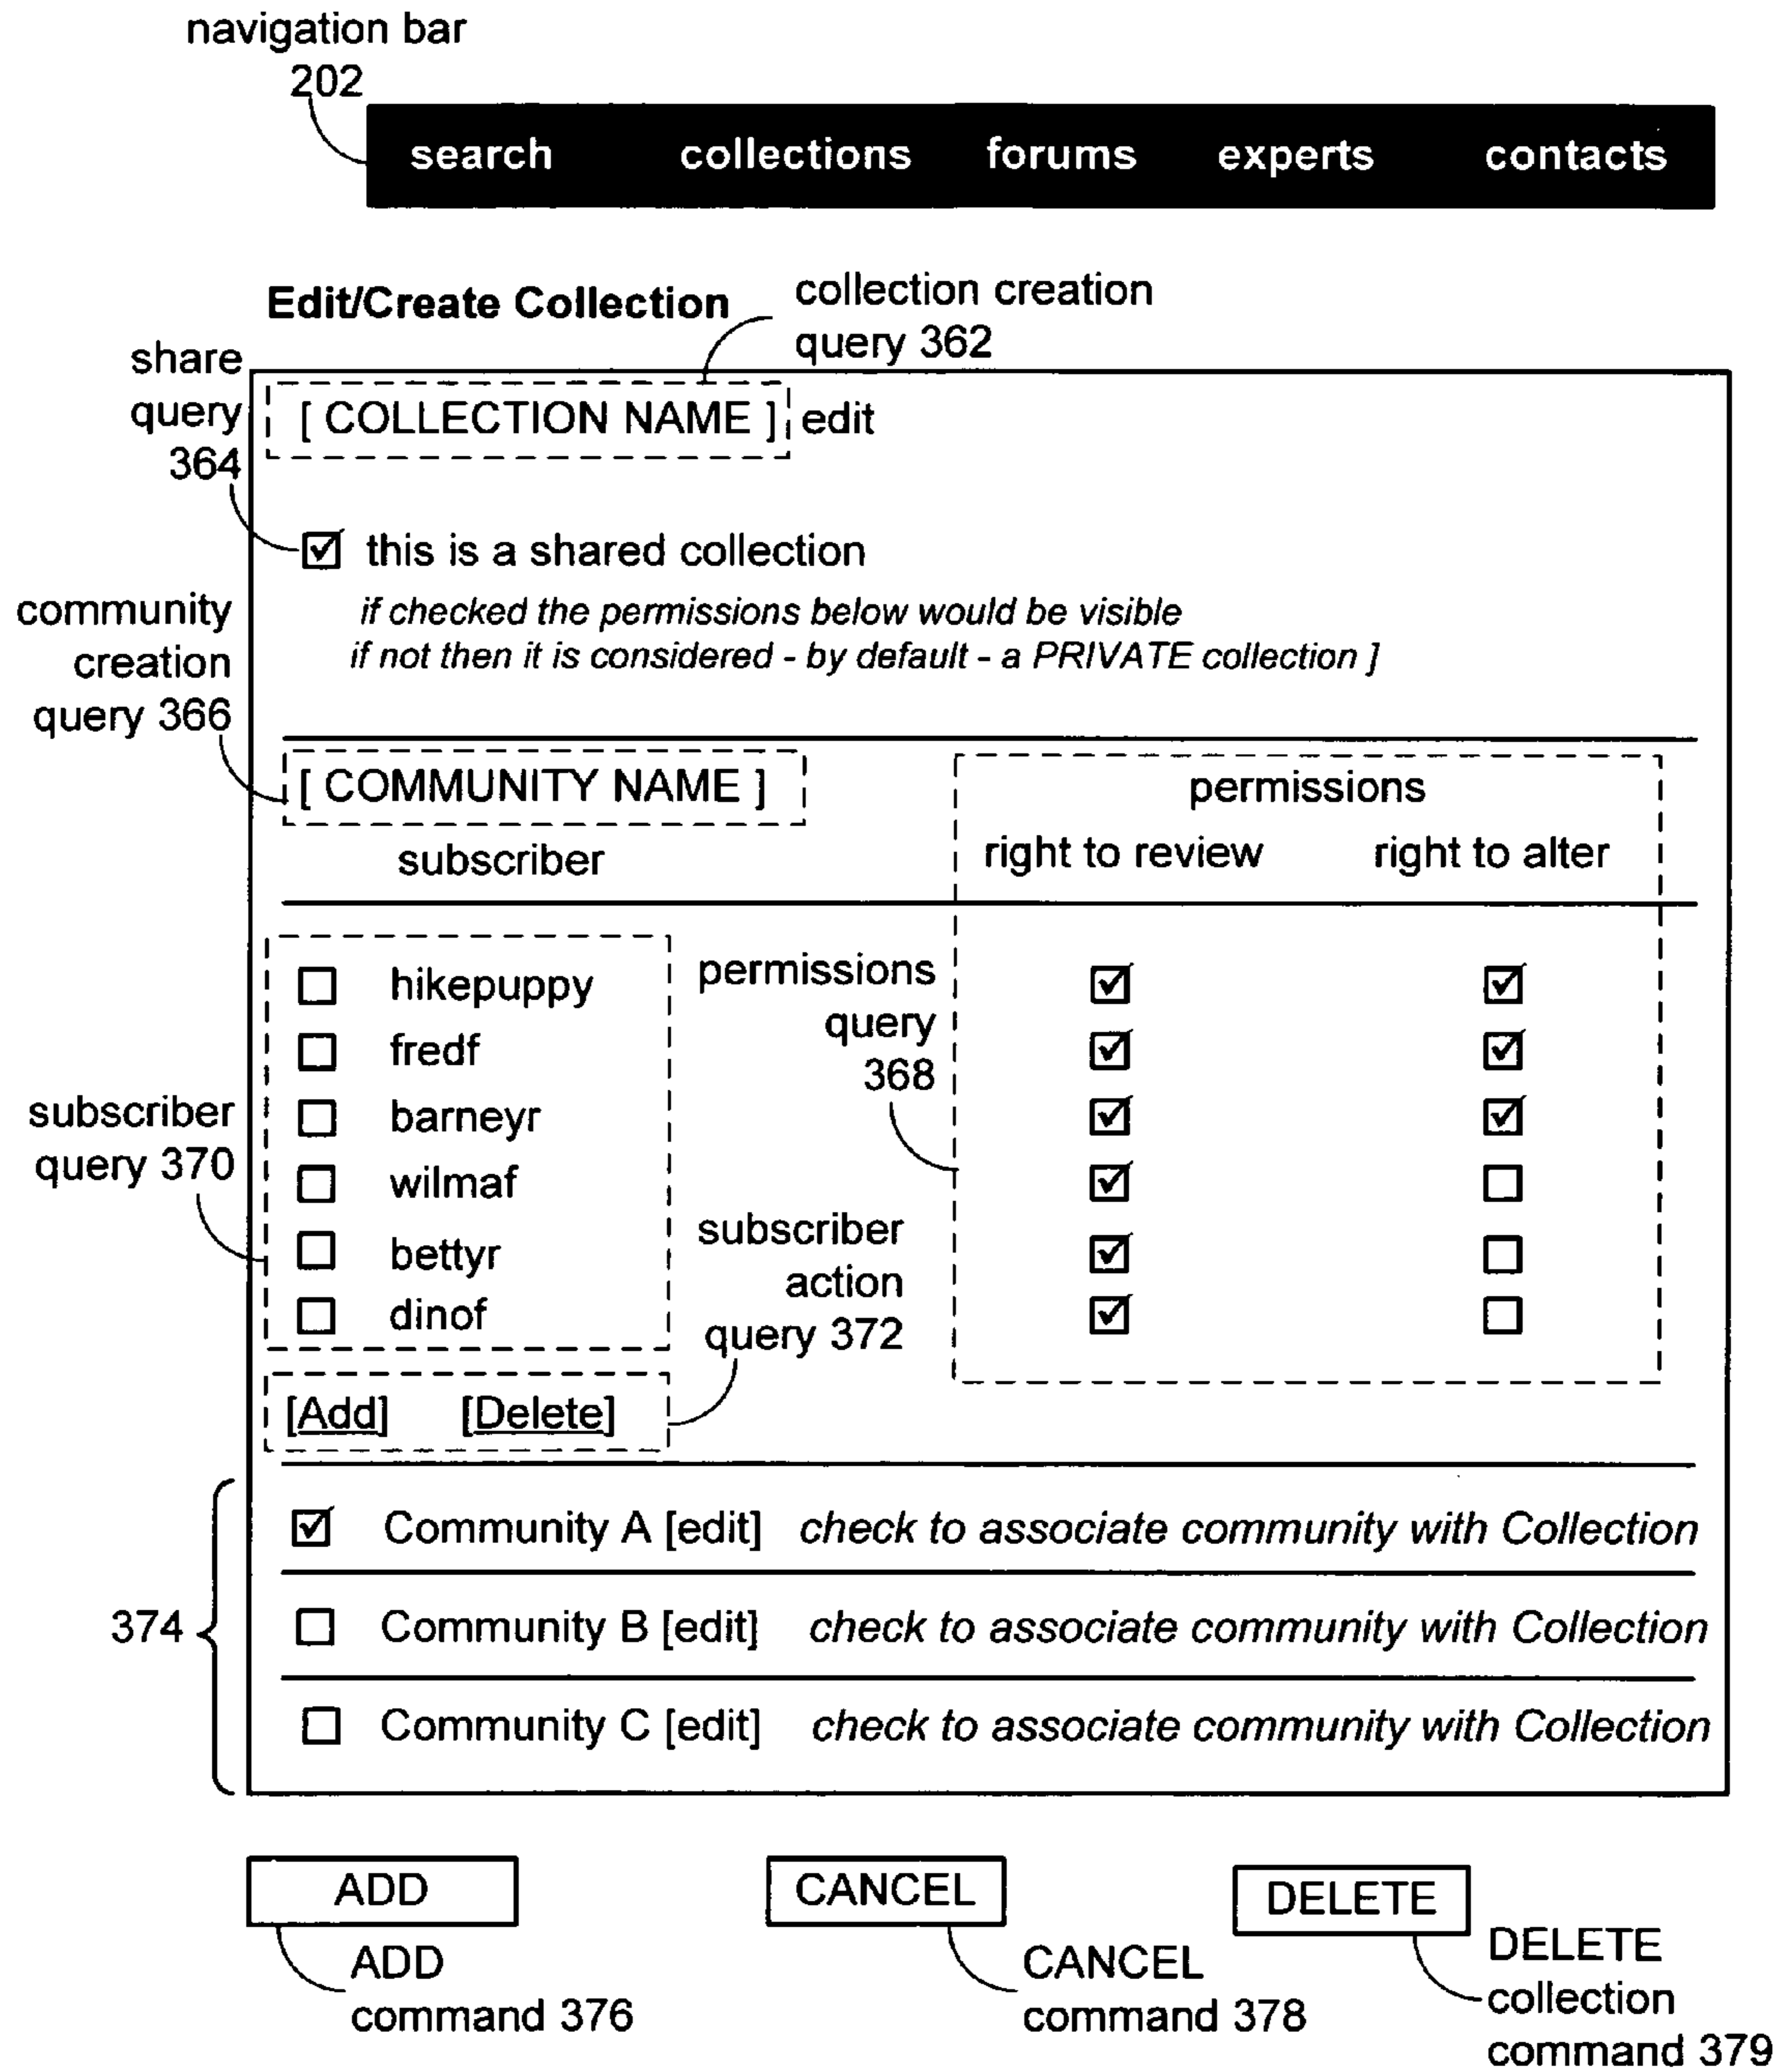 navigation bar
202
search collections forums experts contacts
Edit/Create Collection
collection creation
query 362
share
query
364
[ COLLECTION NAME ] edit
this is a shared collection
if checked the permissions below would be visible
if not then it is considered - by default - a PRIVATE collection ]
community
creation
query 366
[ COMMUNITY NAME ]
permissions
subscriber right to review right to alter
hikepuppy
fredf
barneyr
wilmaf
bettyr
dinof
permissions
query
368
subscriber
query 370
subscriber
action
query 372
[Add] [Delete]
374
Community A [edit] check to associate community with Collection
Community B [edit] check to associate community with Collection
Community C [edit] check to associate community with Collection
ADD CANCEL DELETE
ADD
command 376
CANCEL
command 378
DELETE
collection
command 379